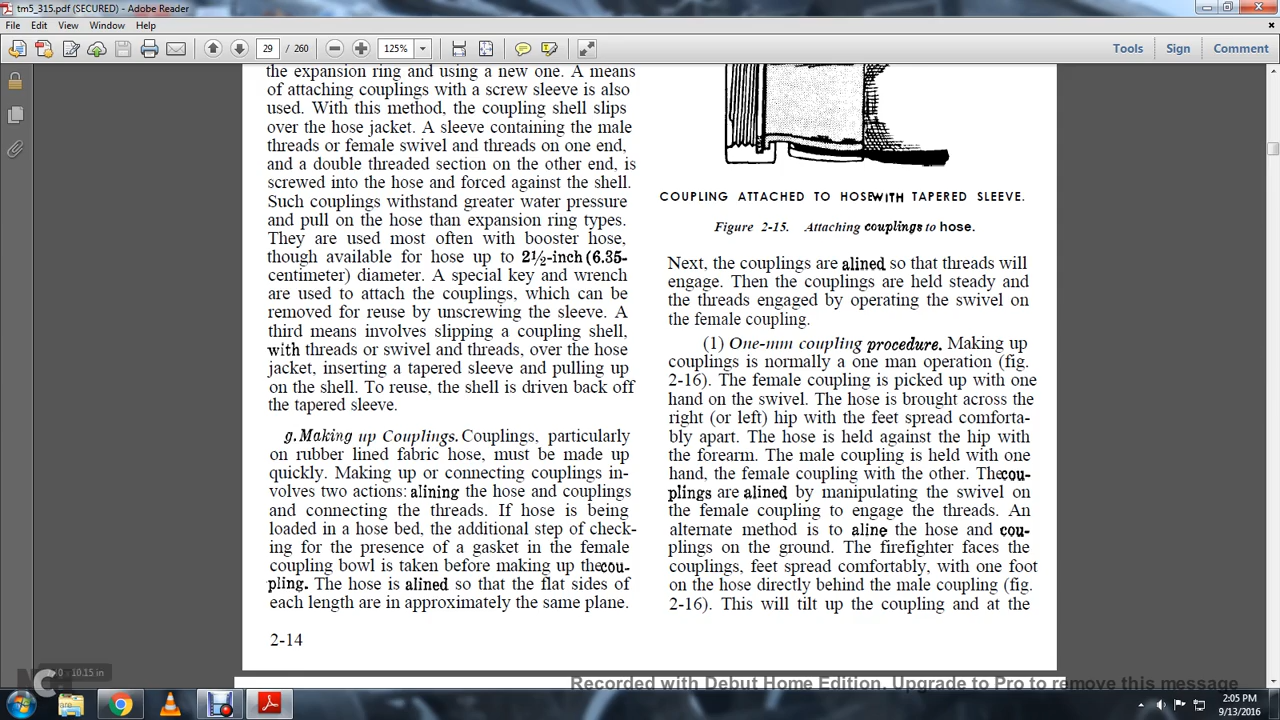 tm5_315.pdf (SECURED) - Adobe Reader
File Edit View Window Help
29 / 260 125% Tools Sign Comment
the expansion ring and using a new one. A means
of attaching couplings with a screw sleeve is also
used. With this method, the coupling shell slips
over the hose jacket. A sleeve containing the male
threads or female swivel and threads on one end,
and a double threaded section on the other end, is
screwed into the hose and forced against the shell.
Such couplings withstand greater water pressure
and pull on the hose than expansion ring types.
They are used most often with booster hose,
though available for hose up to 2½-inch (6.35-
centimeter) diameter. A special key and wrench
are used to attach the couplings, which can be
removed for reuse by unscrewing the sleeve. A
third means involves slipping a coupling shell,
with threads or swivel and threads, over the hose
jacket, inserting a tapered sleeve and pulling up
on the shell. To reuse, the shell is driven back off
the tapered sleeve.
g. Making up Couplings. Couplings, particularly
on rubber lined fabric hose, must be made up
quickly. Making up or connecting couplings in-
volves two actions: alining the hose and couplings
and connecting the threads. If hose is being
loaded in a hose bed, the additional step of check-
ing for the presence of a gasket in the female
coupling bowl is taken before making up the cou-
pling. The hose is alined so that the flat sides of
each length are in approximately the same plane.
2-14
COUPLING ATTACHED TO HOSE WITH TAPERED SLEEVE.
Figure 2-15. Attaching couplings to hose.
Next, the couplings are alined so that threads will
engage. Then the couplings are held steady and
the threads engaged by operating the swivel on
the female coupling.
(1) One-mm coupling procedure. Making up
couplings is normally a one man operation (fig.
2-16). The female coupling is picked up with one
hand on the swivel. The hose is brought across the
right (or left) hip with the feet spread comforta-
bly apart. The hose is held against the hip with
the forearm. The male coupling is held with one
hand, the female coupling with the other. The cou-
plings are alined by manipulating the swivel on
the female coupling to engage the threads. An
alternate method is to aline the hose and cou-
plings on the ground. The firefighter faces the
couplings, feet spread comfortably, with one foot
on the hose directly behind the male coupling (fig.
2-16). This will tilt up the coupling and at the
Recorded with Debut Home Edition. Upgrade to Pro to remove this message
2:05 PM
9/13/2016